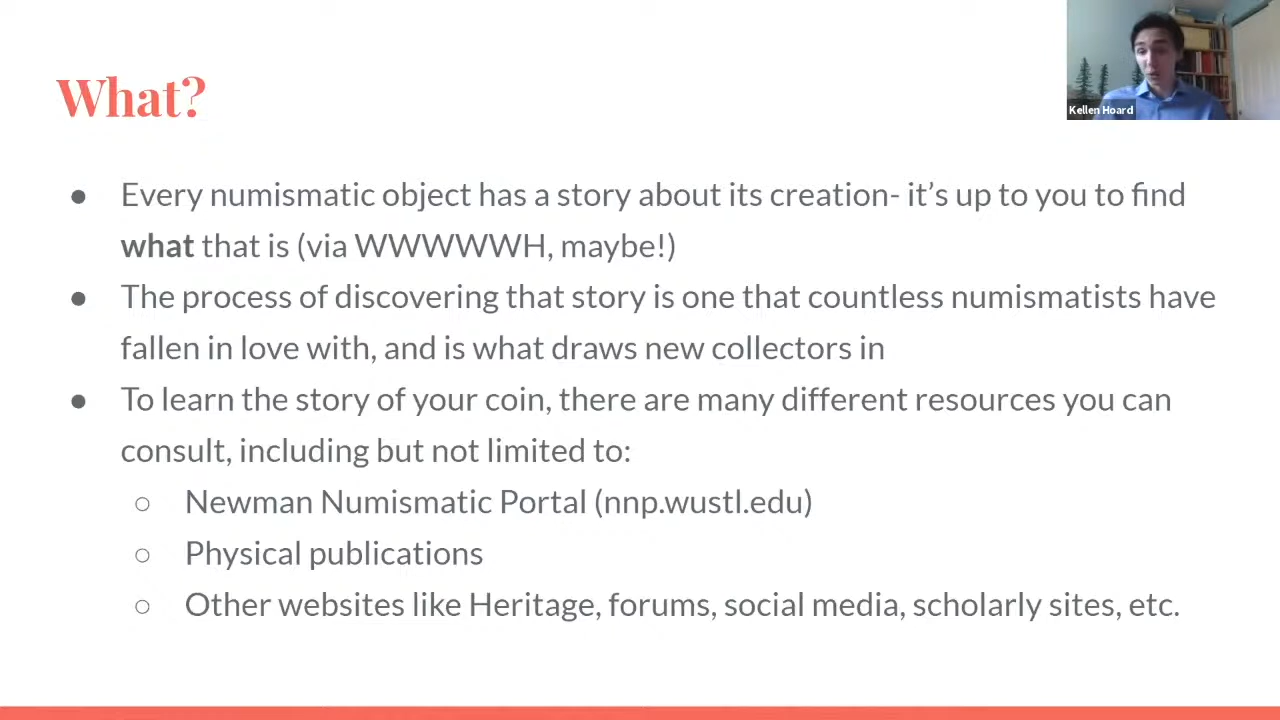 What?
Kellen Hoard
● Every numismatic object has a story about its creation- it’s up to you to find
what that is (via WWWWWH, maybe!)
● The process of discovering that story is one that countless numismatists have
fallen in love with, and is what draws new collectors in
● To learn the story of your coin, there are many different resources you can
consult, including but not limited to:
○ Newman Numismatic Portal (nnp.wustl.edu)
○ Physical publications
○ Other websites like Heritage, forums, social media, scholarly sites, etc.